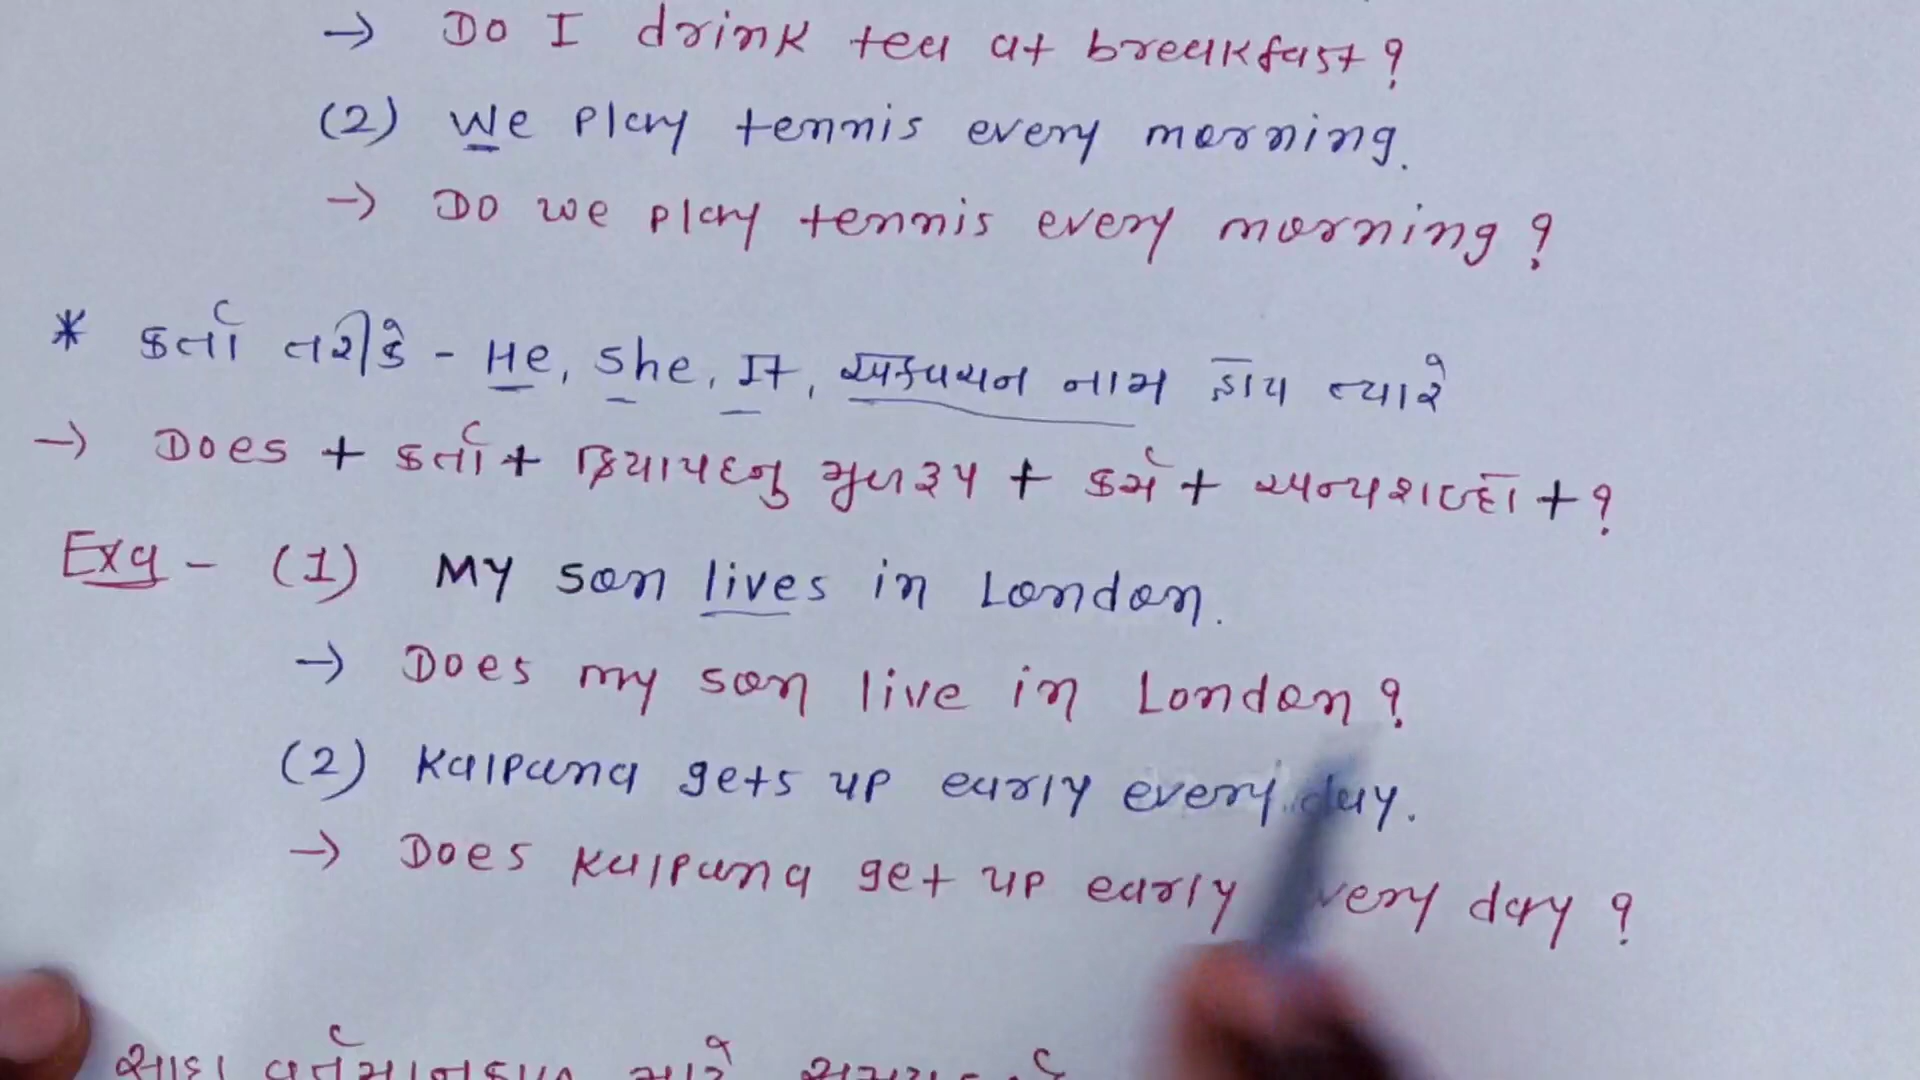 → Do I drink tea at breakfast?
(2) We play tennis every morning.
→ Do we play tennis every morning?
* કર્તા તરીકે - He, She, It, એકવચન નામ હોય ત્યારે
→ Does + કર્તા + ક્રિયાપદનુ મુળરૂપ + કર્મ + અન્યશબ્દો + ?
Exa - (1) My son lives in London.
→ Does my son live in London?
(2) Kalpana gets up early every day.
→ Does Kalpana get up early every day?
સાદા વર્તમાનકાળ માટે